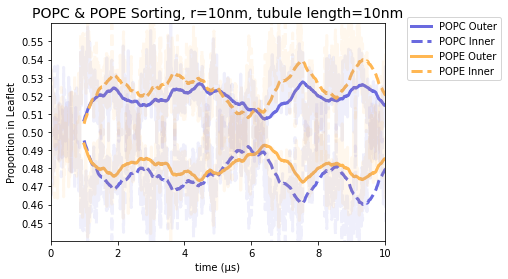 POPC & POPE Sorting, r=10nm, tubule length=10nm
POPC Outer
POPC Inner
POPE Outer
POPE Inner
Proportion in Leaflet
0.55
0.54
0.53
0.52
0.51
0.50
0.49
0.48
0.47
0.46
0.45
0
2
4
6
8
10
time (μs)